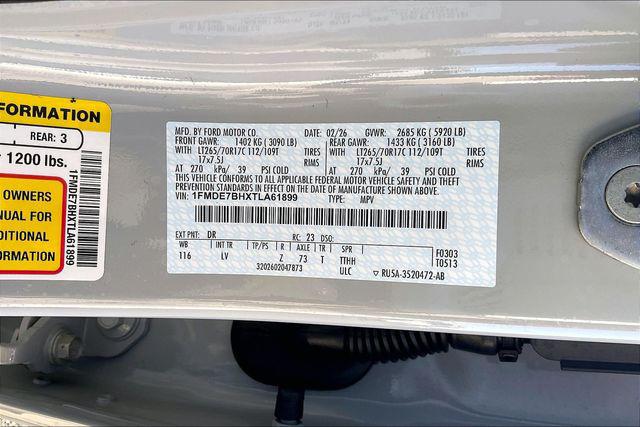 FORMATION
REAR: 3
1200 lbs.
OWNERS
UAL FOR
DITIONAL
FORMATION
1FMDE7BHXTLA61899
MFD. BY FORD MOTOR CO. 02/26 GVWR: 2685 KG ( 5920 LB)
FRONT GAWR: 1402 KG ( 3090 LB) REAR GAWR: 1433 KG ( 3160 LB)
WITH LT265/70R17C 112/109T TIRES WITH LT265/70R17C 112/109T TIRES
17x7.5J RIMS 17x7.5J RIMS
AT 270 kPa/ 39 PSI COLD AT 270 kPa/ 39 PSI COLD
THIS VEHICLE CONFORMS TO ALL APPLICABLE FEDERAL MOTOR VEHICLE SAFETY AND THEFT
PREVENTION STANDARDS IN EFFECT ON THE DATE OF MANUFACTURE SHOWN ABOVE.
VIN: 1FMDE7BHXTLA61899 TYPE: MPV
EXT PNT: DR RC: 23 DSO:
WB INT TR TP/PS R AXLE TR SPR F0303
116 LV Z 73 T TTHH T0513
ULC
3202602047873 RU5A-3520472-AB